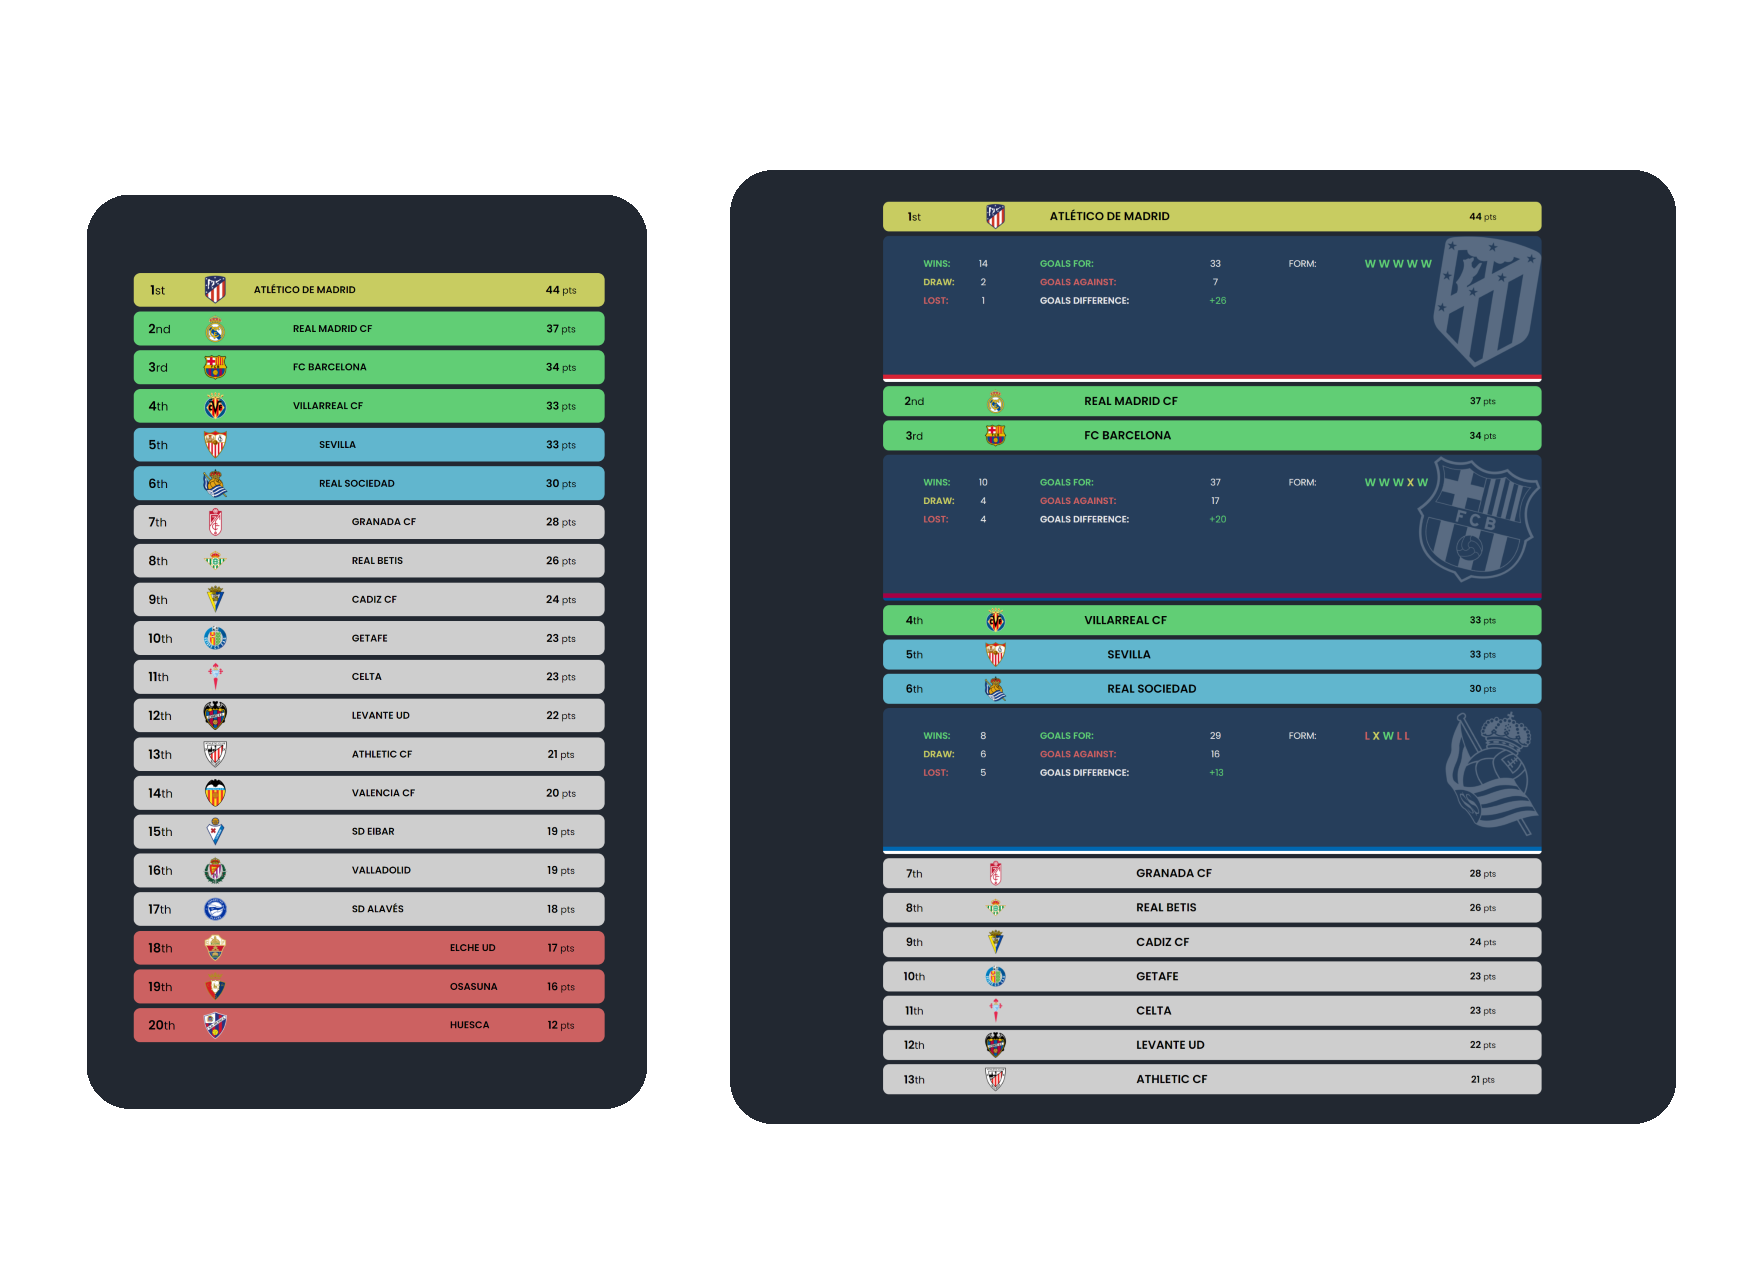 1st ATLÉTICO DE MADRID 44 pts
2nd REAL MADRID CF 37 pts
3rd FC BARCELONA 34 pts
4th VILLARREAL CF 33 pts
5th SEVILLA 33 pts
6th REAL SOCIEDAD 30 pts
7th GRANADA CF 28 pts
8th REAL BETIS 26 pts
9th CADIZ CF 24 pts
10th GETAFE 23 pts
11th CELTA 23 pts
12th LEVANTE UD 22 pts
13th ATHLETIC CF 21 pts
14th VALENCIA CF 20 pts
15th SD EIBAR 19 pts
16th VALLADOLID 19 pts
17th SD ALAVÉS 18 pts
18th ELCHE UD 17 pts
19th OSASUNA 16 pts
20th HUESCA 12 pts
1st ATLÉTICO DE MADRID 44 pts
WINS: 14 GOALS FOR: 33 FORM: W W W W W
DRAW: 2 GOALS AGAINST: 7
LOST: 1 GOALS DIFFERENCE: +26
2nd REAL MADRID CF 37 pts
3rd FC BARCELONA 34 pts
WINS: 10 GOALS FOR: 37 FORM: W W W X W
DRAW: 4 GOALS AGAINST: 17
LOST: 4 GOALS DIFFERENCE: +20
FCB
4th VILLARREAL CF 33 pts
5th SEVILLA 33 pts
6th REAL SOCIEDAD 30 pts
WINS: 8 GOALS FOR: 29 FORM: L X W L L
DRAW: 6 GOALS AGAINST: 16
LOST: 5 GOALS DIFFERENCE: +13
7th GRANADA CF 28 pts
8th REAL BETIS 26 pts
9th CADIZ CF 24 pts
10th GETAFE 23 pts
11th CELTA 23 pts
12th LEVANTE UD 22 pts
13th ATHLETIC CF 21 pts